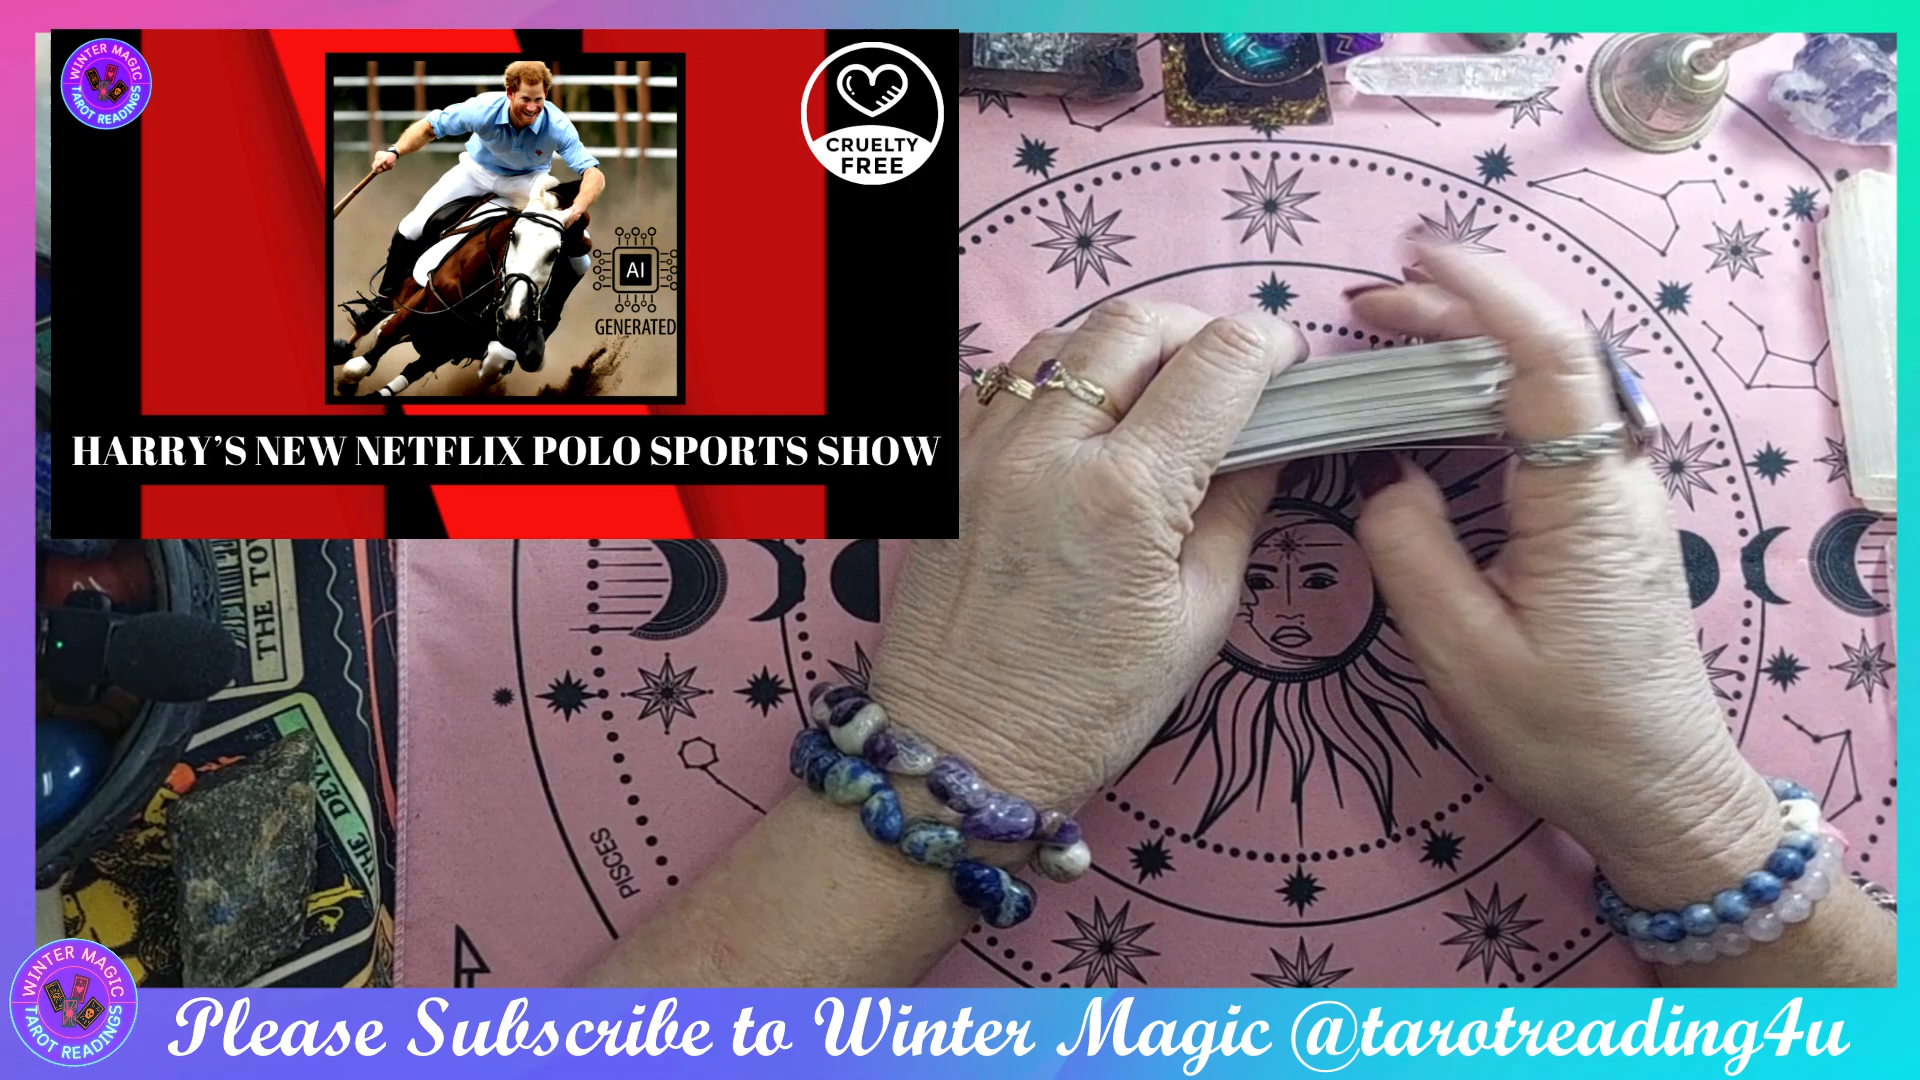 WINTER MAGIC
TAROT READINGS
CRUELTY
FREE
AI
GENERATED
HARRY'S NEW NETFLIX POLO SPORTS SHOW
THE TO
THE DEV
PISCES
WINTER MAGIC
TAROT READINGS
Please Subscribe to Winter Magic @tarotreading4u